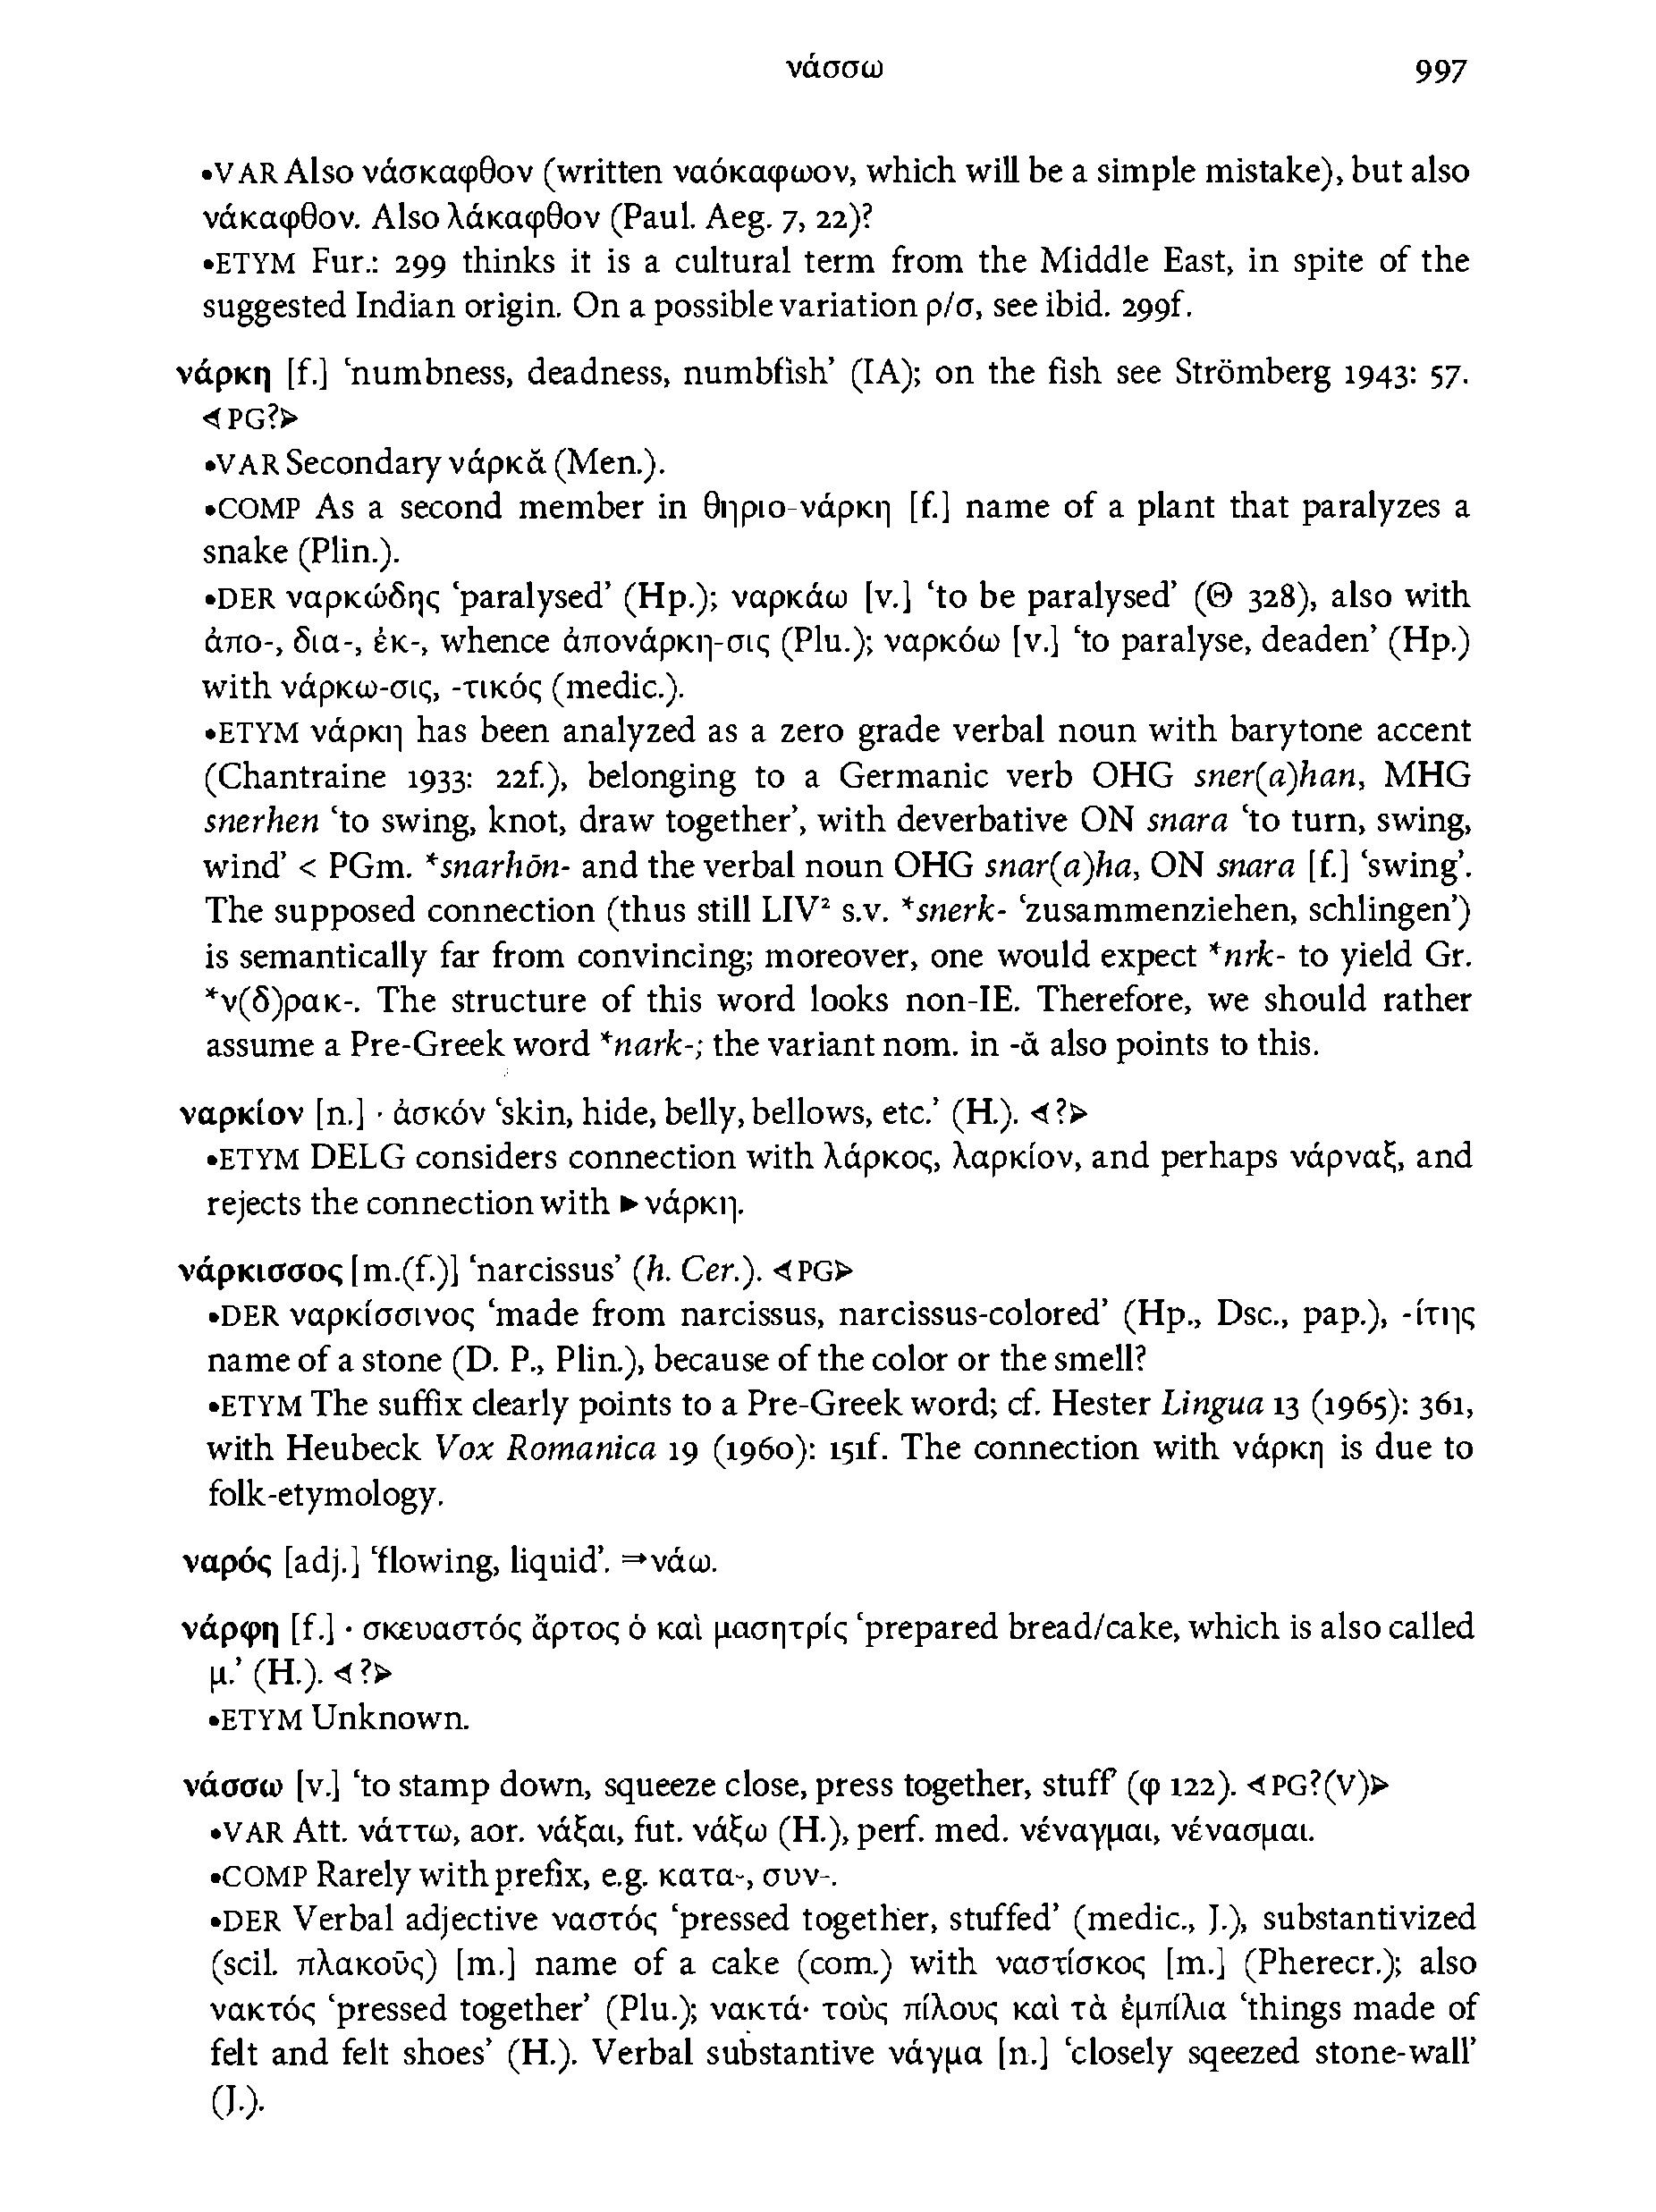 νάσσω 997
•VAR Also νάσκαφθον (written ναόκαφωον, which will be a simple mistake), but also
νάκαφθον. Also λάκαφθον (Paul. Aeg. 7, 22)?
•ETYM Fur.: 299 thinks it is a cultural term from the Middle East, in spite of the
suggested Indian origin. On a possible variation ρ/σ, see ibid. 299f.
νάρκη [f.] ‘numbness, deadness, numbfish’ (IA); on the fish see Strömberg 1943: 57.
⊲PG?⊳
•VAR Secondary νάρκᾰ (Men.).
•COMP As a second member in θηριο-νάρκη [f.] name of a plant that paralyzes a
snake (Plin.).
•DER ναρκώδης ‘paralysed’ (Hp.); ναρκάω [v.] ‘to be paralysed’ (Θ 328), also with
ἀπο-, δια-, ἐκ-, whence ἀπονάρκη-σις (Plu.); ναρκόω [v.] ‘to paralyse, deaden’ (Hp.)
with νάρκω-σις, -τικός (medic.).
•ETYM νάρκη has been analyzed as a zero grade verbal noun with barytone accent
(Chantraine 1933: 22f.), belonging to a Germanic verb OHG sner(a)han, MHG
snerhen ‘to swing, knot, draw together’, with deverbative ON snara ‘to turn, swing,
wind’ < PGm. *snarhōn- and the verbal noun OHG snar(a)ha, ON snara [f.] ‘swing’.
The supposed connection (thus still LIV² s.v. *snerk- ‘zusammenziehen, schlingen’)
is semantically far from convincing; moreover, one would expect *nrk- to yield Gr.
*ν(δ)ρακ-. The structure of this word looks non-IE. Therefore, we should rather
assume a Pre-Greek word *nark-; the variant nom. in -ᾰ also points to this.
ναρκίον [n.] · ἀσκόν ‘skin, hide, belly, bellows, etc.’ (H.). ⊲?⊳
•ETYM DELG considers connection with λάρκος, λαρκίον, and perhaps νάρναξ, and
rejects the connection with ►νάρκη.
νάρκισσος [m.(f.)] ‘narcissus’ (h. Cer.). ⊲PG⊳
•DER ναρκίσσινος ‘made from narcissus, narcissus-colored’ (Hp., Dsc., pap.), -ίτης
name of a stone (D. P., Plin.), because of the color or the smell?
•ETYM The suffix clearly points to a Pre-Greek word; cf. Hester Lingua 13 (1965): 361,
with Heubeck Vox Romanica 19 (1960): 151f. The connection with νάρκη is due to
folk-etymology.
ναρός [adj.] ‘flowing, liquid’. ⇒νάω.
νάρφη [f.] · σκευαστός ἄρτος ὁ καὶ μασητρίς ‘prepared bread/cake, which is also called
μ.’ (H.). ⊲?⊳
•ETYM Unknown.
νάσσω [v.] ‘to stamp down, squeeze close, press together, stuff’ (φ 122). ⊲PG?(V)⊳
•VAR Att. νάττω, aor. νάξαι, fut. νάξω (H.), perf. med. νέναγμαι, νένασμαι.
•COMP Rarely with prefix, e.g. κατα-, συν-.
•DER Verbal adjective ναστός ‘pressed together, stuffed’ (medic., J.), substantivized
(scil. πλακοῦς) [m.] name of a cake (com.) with ναστίσκος [m.] (Pherecr.); also
νακτός ‘pressed together’ (Plu.); νακτά· τοὺς πίλους καὶ τὰ ἐμπίλια ‘things made of
felt and felt shoes’ (H.). Verbal substantive νάγμα [n.] ‘closely sqeezed stone-wall’
(J.).